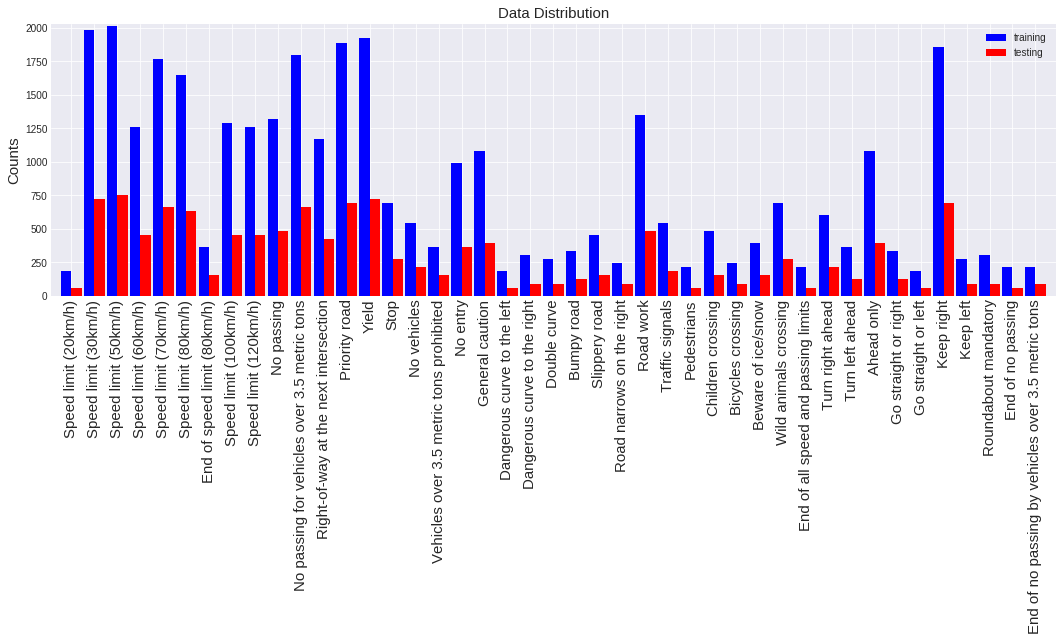 Data Distribution
training
testing
Counts
2000
1750
1500
1250
1000
750
500
250
0
Speed limit (20km/h)
Speed limit (30km/h)
Speed limit (50km/h)
Speed limit (60km/h)
Speed limit (70km/h)
Speed limit (80km/h)
End of speed limit (80km/h)
Speed limit (100km/h)
Speed limit (120km/h)
No passing
No passing for vehicles over 3.5 metric tons
Right-of-way at the next intersection
Priority road
Yield
Stop
No vehicles
Vehicles over 3.5 metric tons prohibited
No entry
General caution
Dangerous curve to the left
Dangerous curve to the right
Double curve
Bumpy road
Slippery road
Road narrows on the right
Road work
Traffic signals
Pedestrians
Children crossing
Bicycles crossing
Beware of ice/snow
Wild animals crossing
End of all speed and passing limits
Turn right ahead
Turn left ahead
Ahead only
Go straight or right
Go straight or left
Keep right
Keep left
Roundabout mandatory
End of no passing
End of no passing by vehicles over 3.5 metric tons